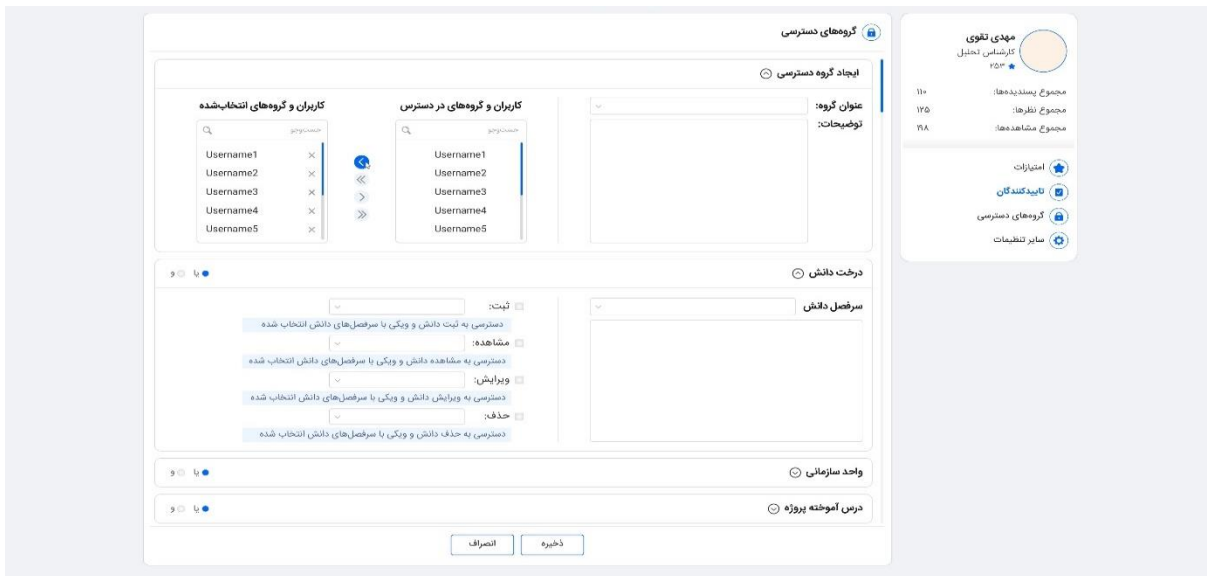 مهدی تقوی
کارشناس تحلیل
۲۵۳
مجموع پسندیده‌ها: ۱۱۰
مجموع نظرها: ۱۲۵
مجموع مشاهده‌ها: ۱۹۸
امتیازات
تاییدکنندگان
گروه‌های دسترسی
سایر تنظیمات
گروه‌های دسترسی
ایجاد گروه دسترسی
عنوان گروه:
توضیحات:
کاربران و گروه‌های در دسترس
جست‌وجو
Username1
Username2
Username3
Username4
Username5
کاربران و گروه‌های انتخاب‌شده
جست‌وجو
Username1
Username2
Username3
Username4
Username5
درخت دانش
یا و
سرفصل دانش
ثبت:
دسترسی به ثبت دانش و ویکی با سرفصل‌های دانش انتخاب شده
مشاهده:
دسترسی به مشاهده دانش و ویکی با سرفصل‌های دانش انتخاب شده
ویرایش:
دسترسی به ویرایش دانش و ویکی با سرفصل‌های دانش انتخاب شده
حذف:
دسترسی به حذف دانش و ویکی با سرفصل‌های دانش انتخاب شده
واحد سازمانی
یا و
درس آموخته پروژه
یا و
ذخیره
انصراف